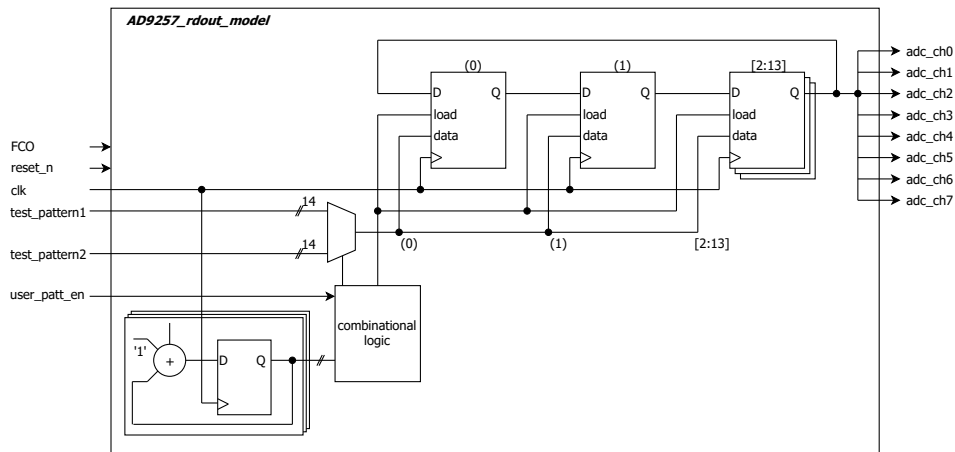 AD9257_rdout_model
(0)
(1)
[2:13]
D Q
load
data
D Q
load
data
D Q
load
data
adc_ch0
adc_ch1
adc_ch2
adc_ch3
adc_ch4
adc_ch5
adc_ch6
adc_ch7
FCO
reset_n
clk
test_pattern1
14
test_pattern2
14
(0)
(1)
[2:13]
user_patt_en
combinational
logic
'1'
+
D Q